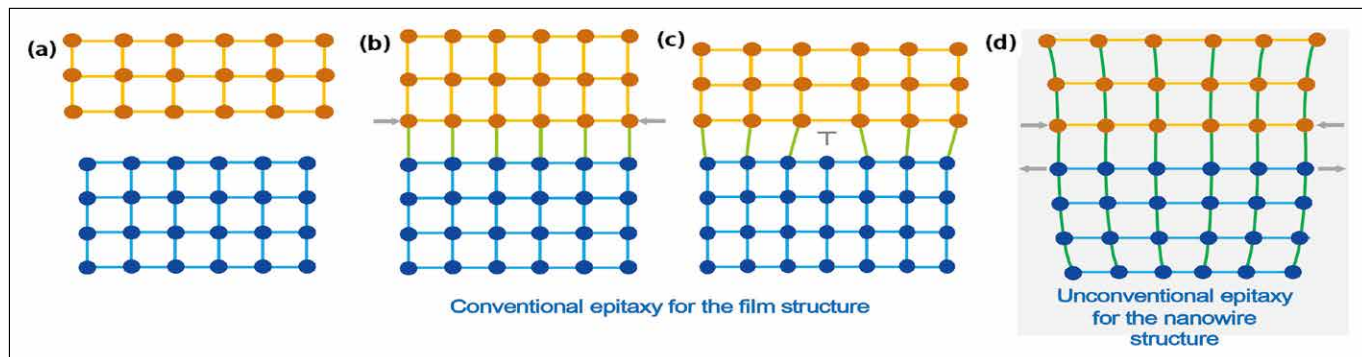 (a)
(b)
(c)
(d)
Conventional epitaxy for the film structure
Unconventional epitaxy
for the nanowire
structure